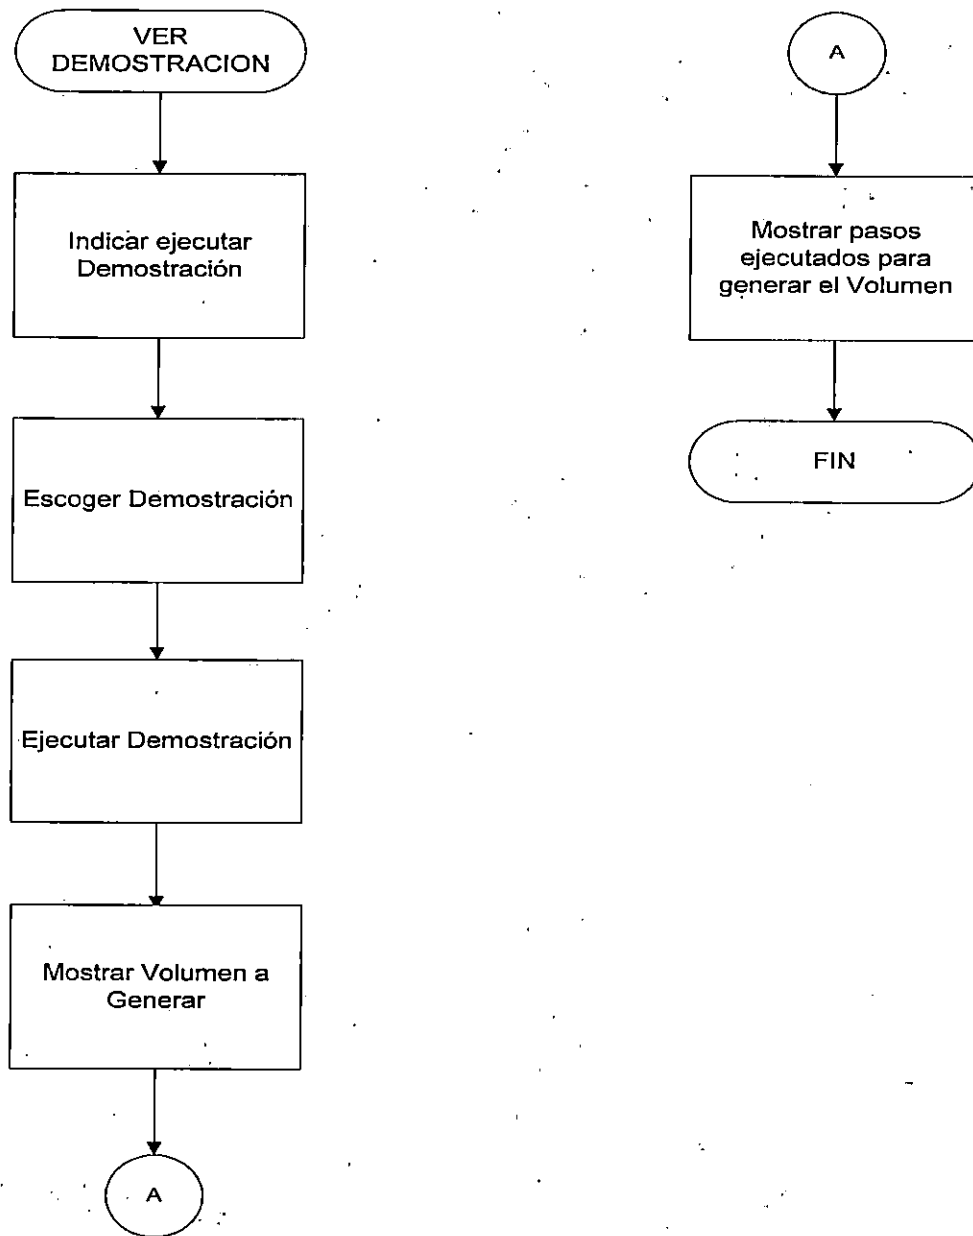 VER
DEMOSTRACION
Indicar ejecutar
Demostración
Escoger Demostración
Ejecutar Demostración
Mostrar Volumen a
Generar
A
A
Mostrar pasos
ejecutados para
generar el Volumen
FIN